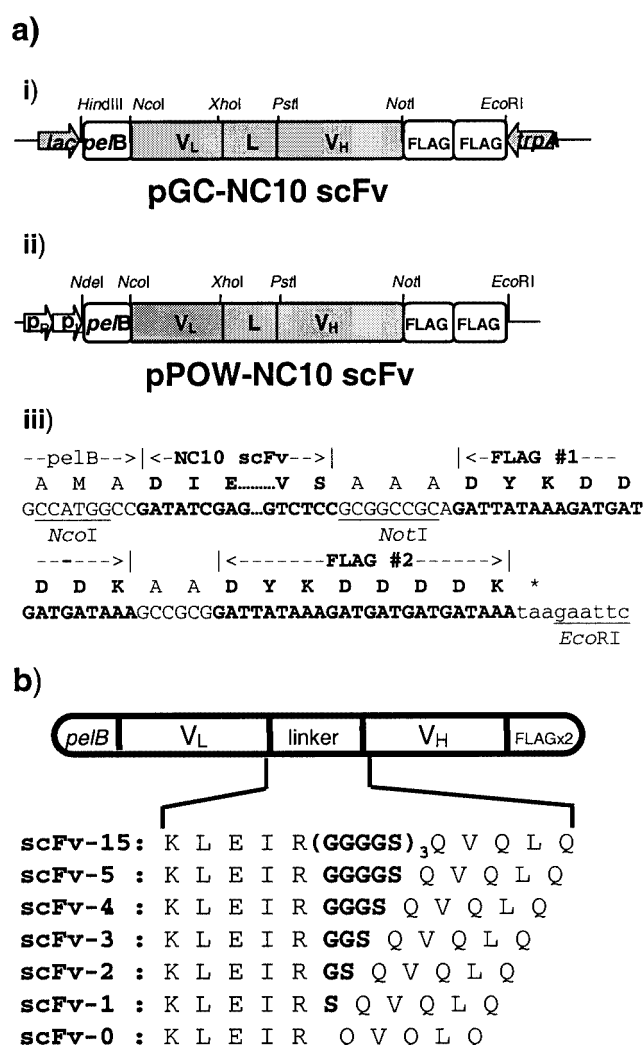 a)
i)
HindIII NcoI XhoI PstI NotI EcoRI
lac pelB VL L VH FLAG FLAG trpA
pGC-NC10 scFv
ii)
NdeI NcoI XhoI PstI NotI EcoRI
pR pL pelB VL L VH FLAG FLAG
pPOW-NC10 scFv
iii)
--pelB-->|<-NC10 scFv-->| |<-FLAG #1---
A M A D I E………V S A A A D Y K D D
GCCATGGCCGATATCGAG…GTCTCCGCGGCCGCAGATTATAAAGATGAT
NcoI NotI
--->| |<------FLAG #2------>|
D D K A A D Y K D D D D K *
GATGATAAAGCCGCGGATTATAAAGATGATGATGATAAAtaagaattc
EcoRI
b)
pelB VL linker VH FLAGx2
scFv-15: K L E I R(GGGGS)3Q V Q L Q
scFv-5 : K L E I R GGGGS Q V Q L Q
scFv-4 : K L E I R GGGS Q V Q L Q
scFv-3 : K L E I R GGS Q V Q L Q
scFv-2 : K L E I R GS Q V Q L Q
scFv-1 : K L E I R S Q V Q L Q
scFv-0 : K L E I R Q V Q L Q